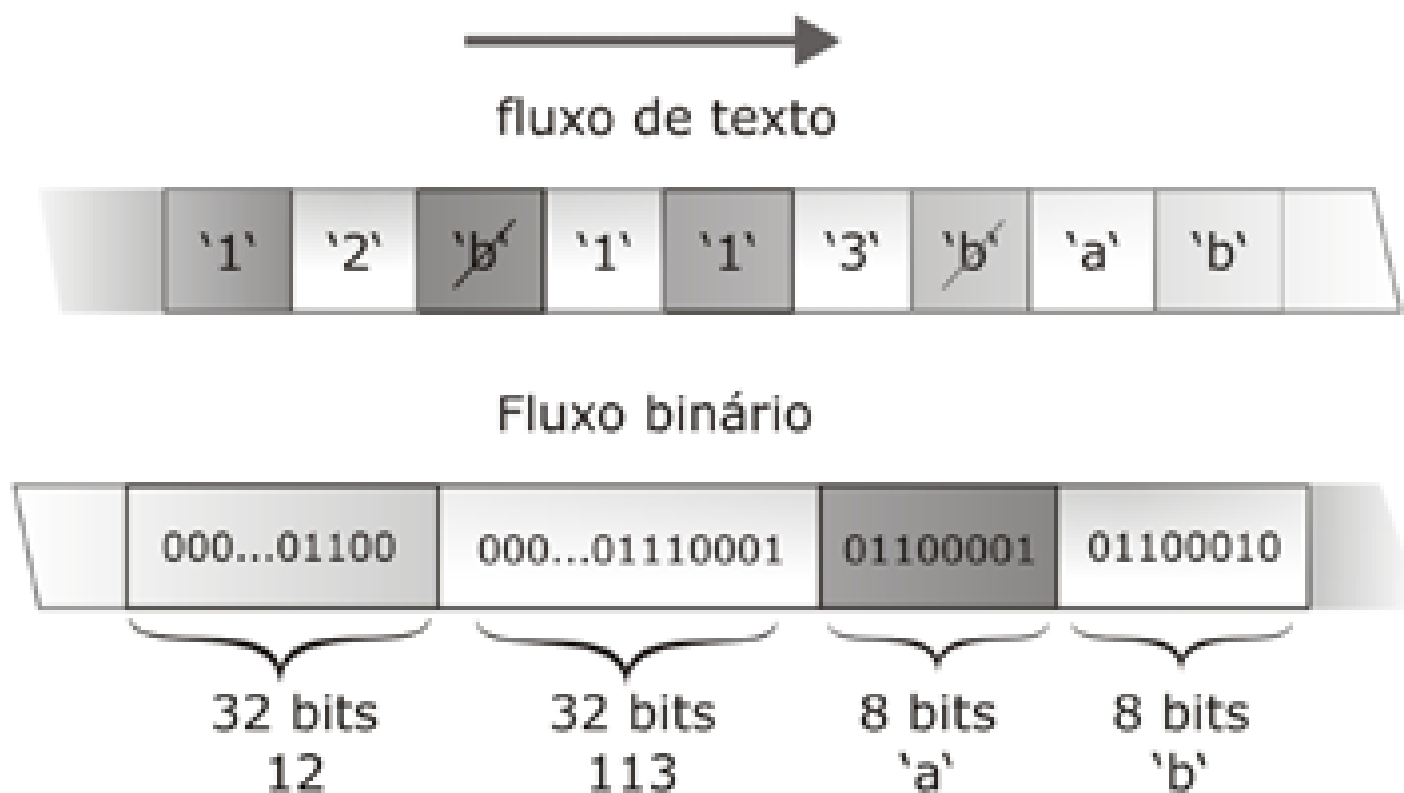 fluxo de texto
‘1‘ ‘2‘ ‘b‘ ‘1‘ ‘1‘ ‘3‘ ‘b‘ ‘a‘ ‘b‘
Fluxo binário
000...01100 000...01110001 01100001 01100010
32 bits 32 bits 8 bits 8 bits
12 113 ‘a‘ ‘b‘